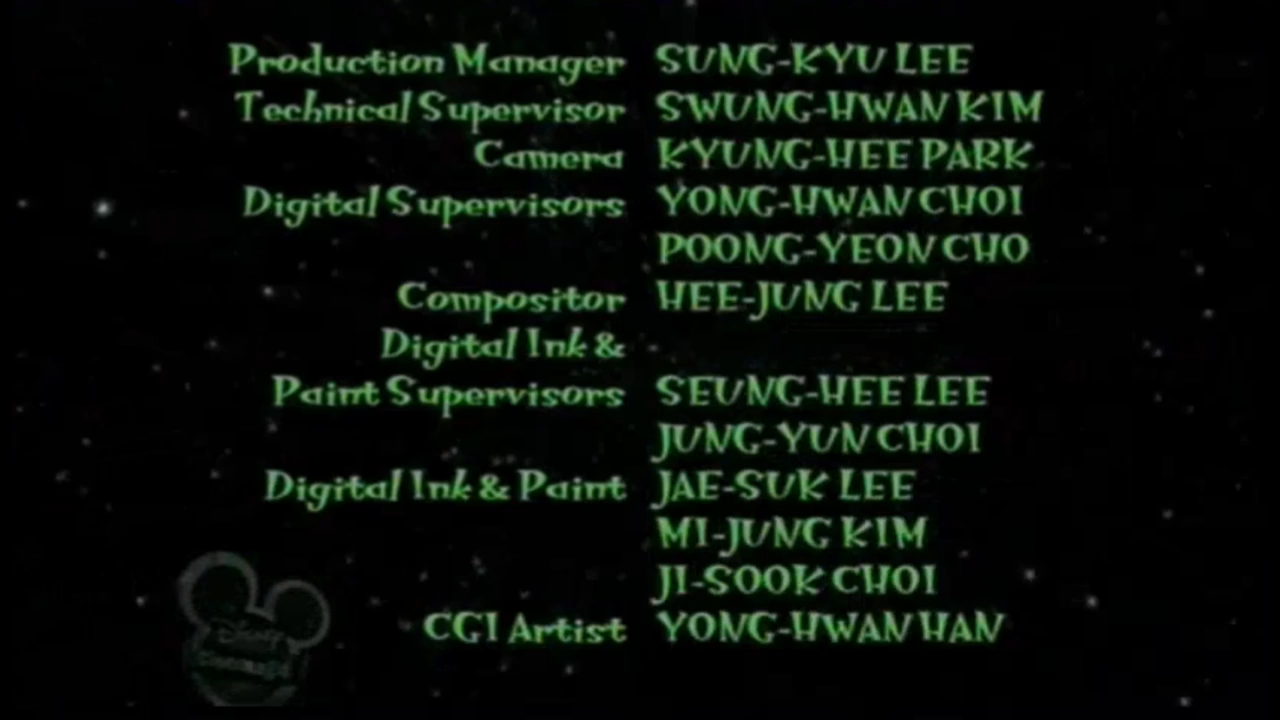 Production Manager SUNG-KYU LEE
Technical Supervisor SWUNG-HWAN KIM
Camera KYUNG-HEE PARK
Digital Supervisors YONG-HWAN CHOI
POONG-YEON CHO
Compositor HEE-JUNG LEE
Digital Ink &
Paint Supervisors SEUNG-HEE LEE
JUNG-YUN CHOI
Digital Ink & Paint JAE-SUK LEE
MI-JUNG KIM
JI-SOOK CHOI
CGI Artist YONG-HWAN HAN
Disney